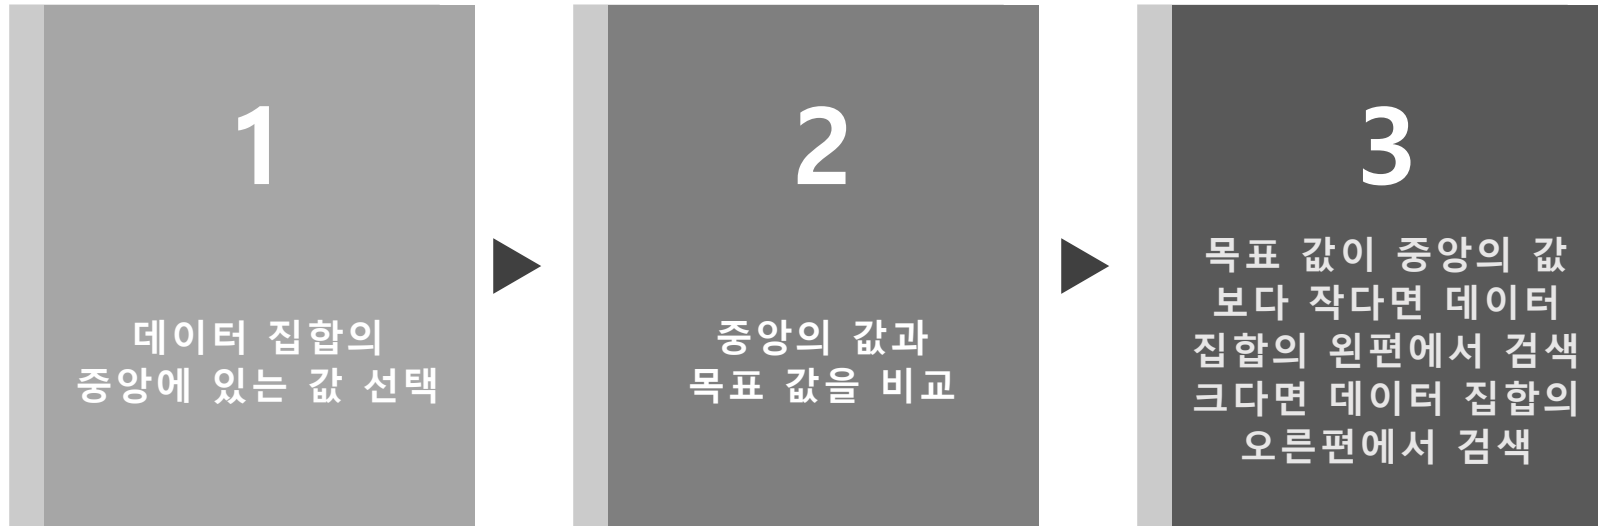 1
데이터 집합의
중앙에 있는 값 선택
2
중앙의 값과
목표 값을 비교
3
목표 값이 중앙의 값
보다 작다면 데이터
집합의 왼편에서 검색
크다면 데이터 집합의
오른편에서 검색